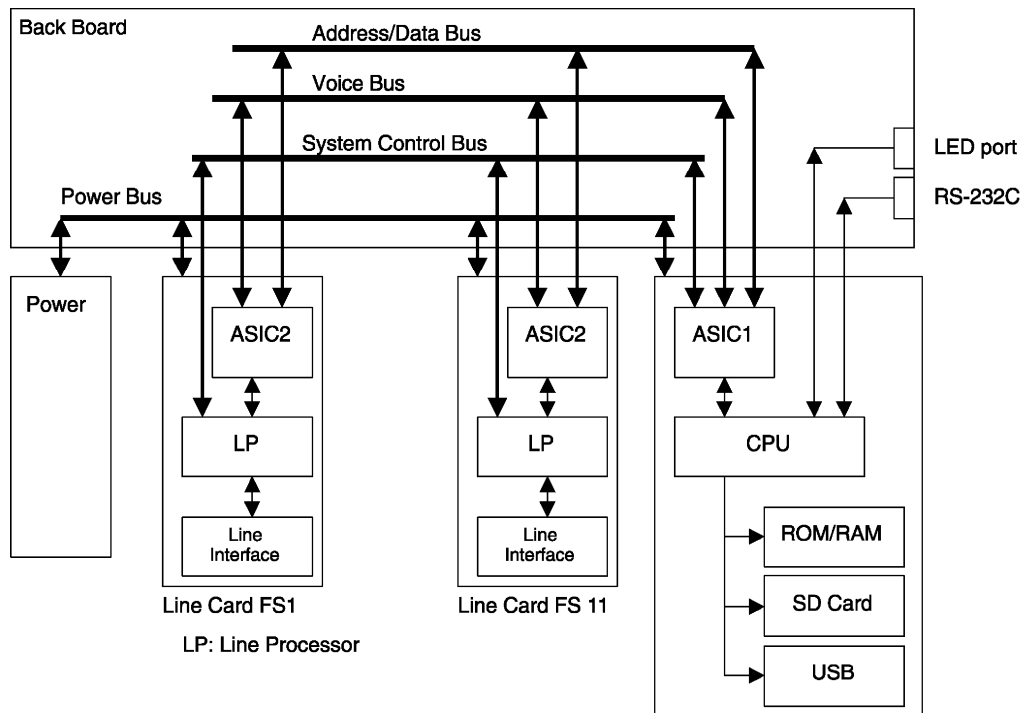 Back Board
Address/Data Bus
Voice Bus
System Control Bus
Power Bus
LED port
RS-232C
Power
ASIC2
LP
Line
Interface
Line Card FS1
ASIC2
LP
Line
Interface
Line Card FS 11
ASIC1
CPU
ROM/RAM
SD Card
USB
LP: Line Processor